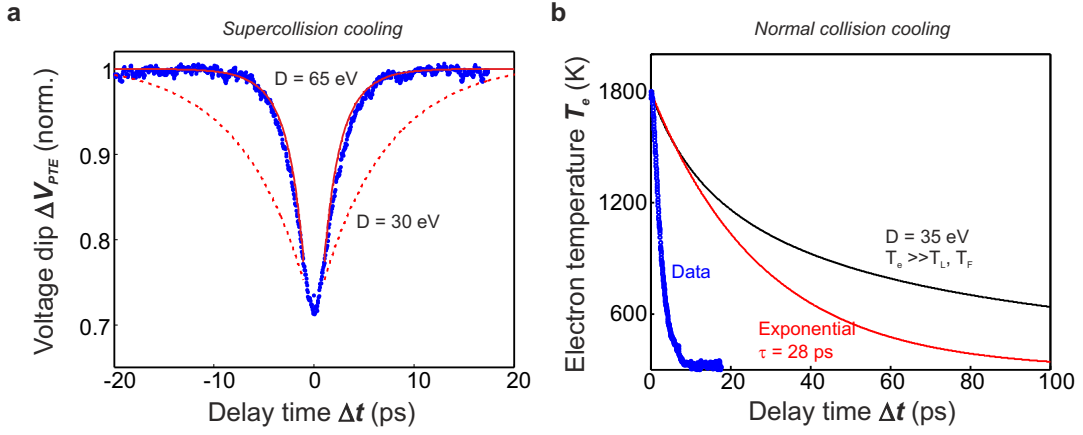 a
Supercollision cooling
Voltage dip ΔV_PTE (norm.)
1
0.9
0.8
0.7
D = 65 eV
D = 30 eV
-20
-10
0
10
20
Delay time Δt (ps)
b
Normal collision cooling
Electron temperature T_e (K)
1800
1200
600
D = 35 eV
T_e >>T_L, T_F
Data
Exponential
τ = 28 ps
0
20
40
60
80
100
Delay time Δt (ps)